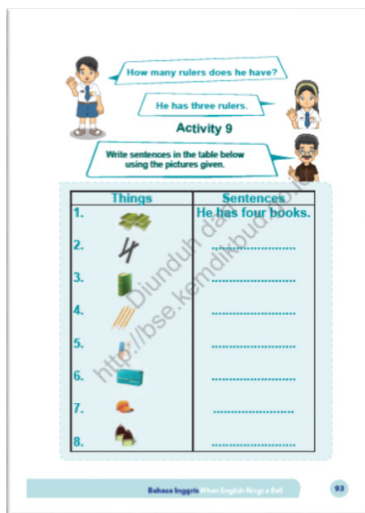 How many rulers does he have?
He has three rulers.
Activity 9
Write sentences in the table below
using the pictures given.
Things
Sentences
1.
He has four books.
2.
........................
3.
........................
4.
........................
5.
........................
6.
........................
7.
........................
8.
........................
Diunduh dari
http://bse.kemdikbud.go.id
Bahasa Inggris When English Rings a Bell
93